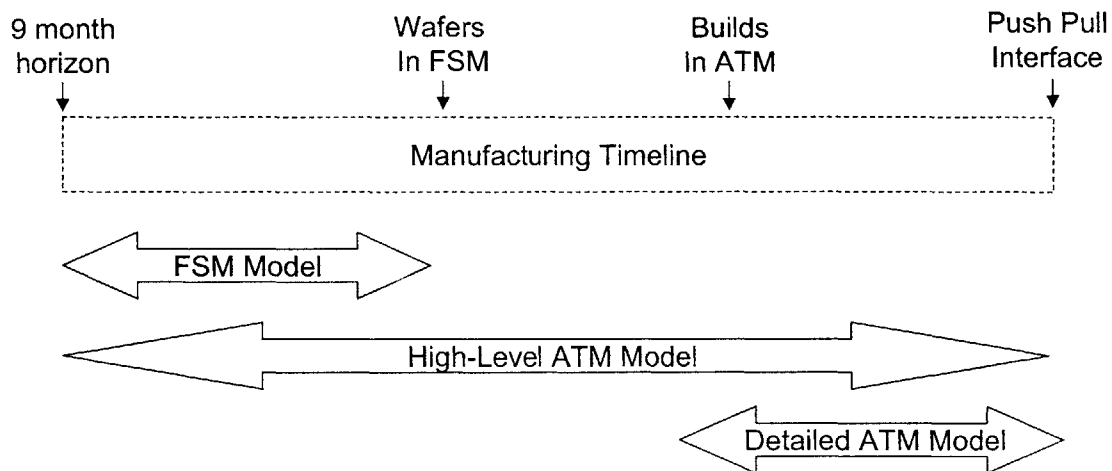 9 month
horizon
Wafers
In FSM
Builds
In ATM
Push Pull
Interface
Manufacturing Timeline
FSM Model
High-Level ATM Model
Detailed ATM Model